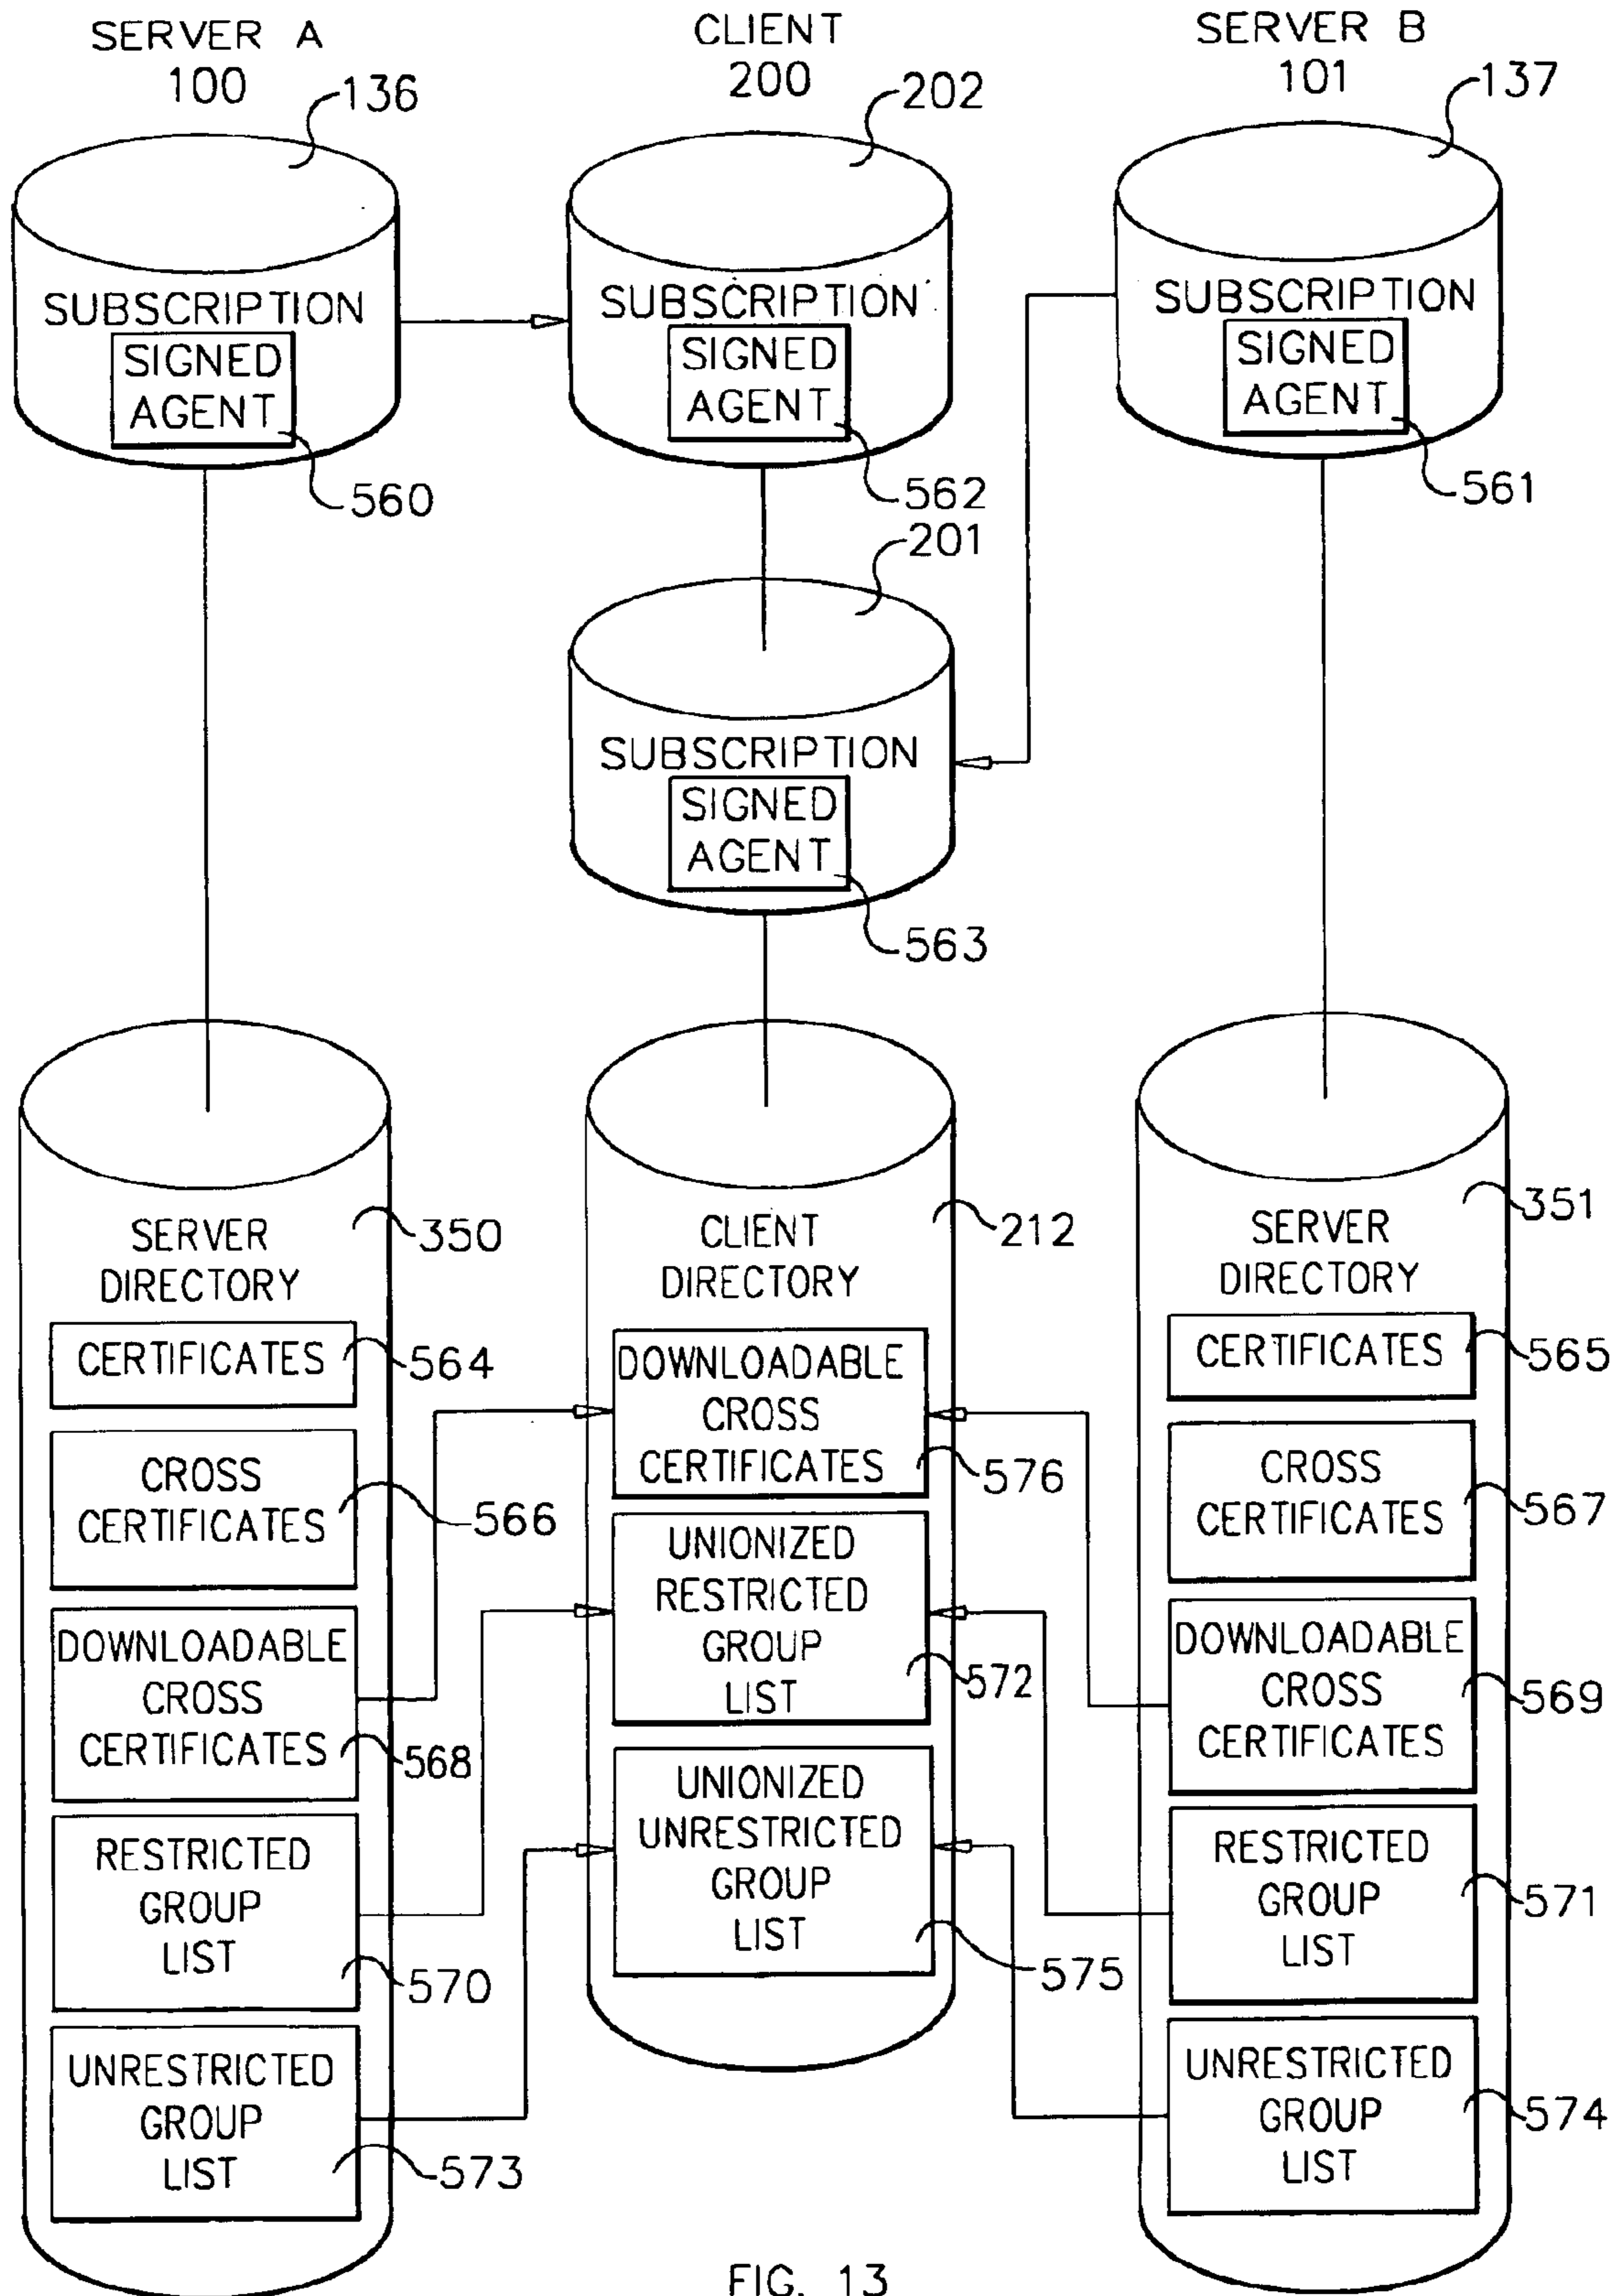 SERVER A
100
136
SUBSCRIPTION
SIGNED
AGENT
560
CLIENT
200
202
SUBSCRIPTION
SIGNED
AGENT
562
SERVER B
101
137
SUBSCRIPTION
SIGNED
AGENT
561
201
SUBSCRIPTION
SIGNED
AGENT
563
SERVER
DIRECTORY
350
CERTIFICATES
564
CROSS
CERTIFICATES
566
DOWNLOADABLE
CROSS
CERTIFICATES
568
RESTRICTED
GROUP
LIST
570
UNRESTRICTED
GROUP
LIST
573
CLIENT
DIRECTORY
212
DOWNLOADABLE
CROSS
CERTIFICATES
576
UNIONIZED
RESTRICTED
GROUP
LIST
572
UNIONIZED
UNRESTRICTED
GROUP
LIST
575
SERVER
DIRECTORY
351
CERTIFICATES
565
CROSS
CERTIFICATES
567
DOWNLOADABLE
CROSS
CERTIFICATES
569
RESTRICTED
GROUP
LIST
571
UNRESTRICTED
GROUP
LIST
574
FIG. 13